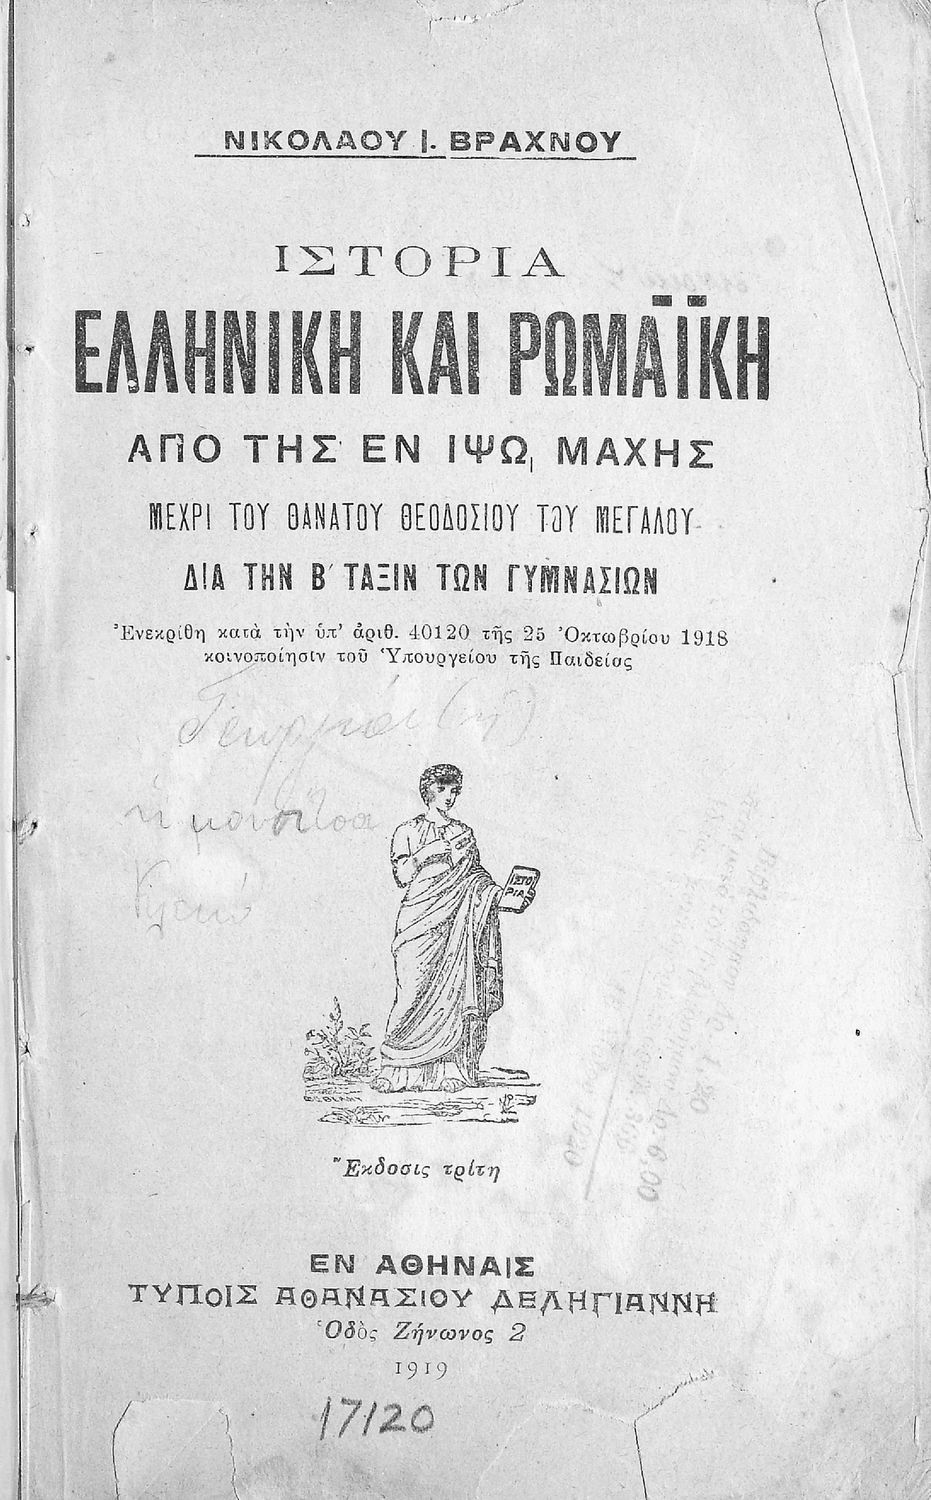 ΝΙΚΟΛΑΟΥ Ι. ΒΡΑΧΝΟΥ
ΙΣΤΟΡΙΑ
ΕΛΛΗΝΙΚΗ ΚΑΙ ΡΩΜΑΪΚΗ
ΑΠΟ ΤΗΣ ΕΝ ΙΨΩ, ΜΑΧΗΣ
ΜΕΧΡΙ ΤΟΥ ΘΑΝΑΤΟΥ ΘΕΟΔΟΣΙΟΥ ΤΟΥ ΜΕΓΑΛΟΥ
ΔΙΑ ΤΗΝ Β΄ ΤΑΞΙΝ ΤΩΝ ΓΥΜΝΑΣΙΩΝ
Ἐνεκρίθη κατὰ τὴν ὑπ' ἀριθ. 40120 τῆς 25 Ὀκτωβρίου 1918
κοινοποίησιν τοῦ Ὑπουργείου τῆς Παιδείας
ΙΣΤΟ
ΡΙΑ
Ἔκδοσις τρίτη
ΕΝ ΑΘΗΝΑΙΣ
ΤΥΠΟΙΣ ΑΘΑΝΑΣΙΟΥ ΔΕΛΗΓΙΑΝΝΗ
Ὁδὸς Ζήνωνος 2
1919
17120